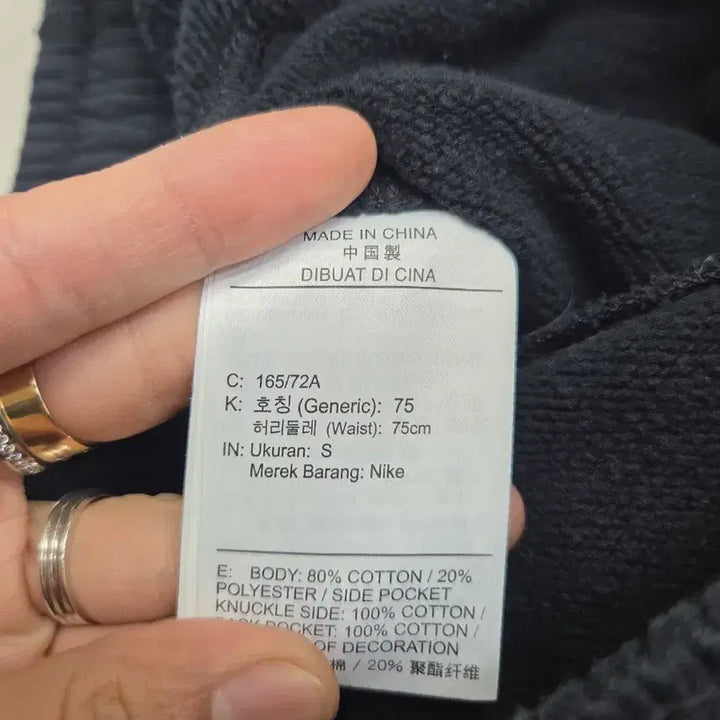 MADE IN CHINA
中国製
DIBUAT DI CINA
C: 165/72A
K: 호칭 (Generic): 75
허리둘레 (Waist): 75cm
IN: Ukuran: S
Merek Barang: Nike
E: BODY: 80% COTTON / 20%
POLYESTER / SIDE POCKET
KNUCKLE SIDE: 100% COTTON /
POCKET: 100% COTTON /
OF DECORATION
棉 / 20% 聚酯纤维